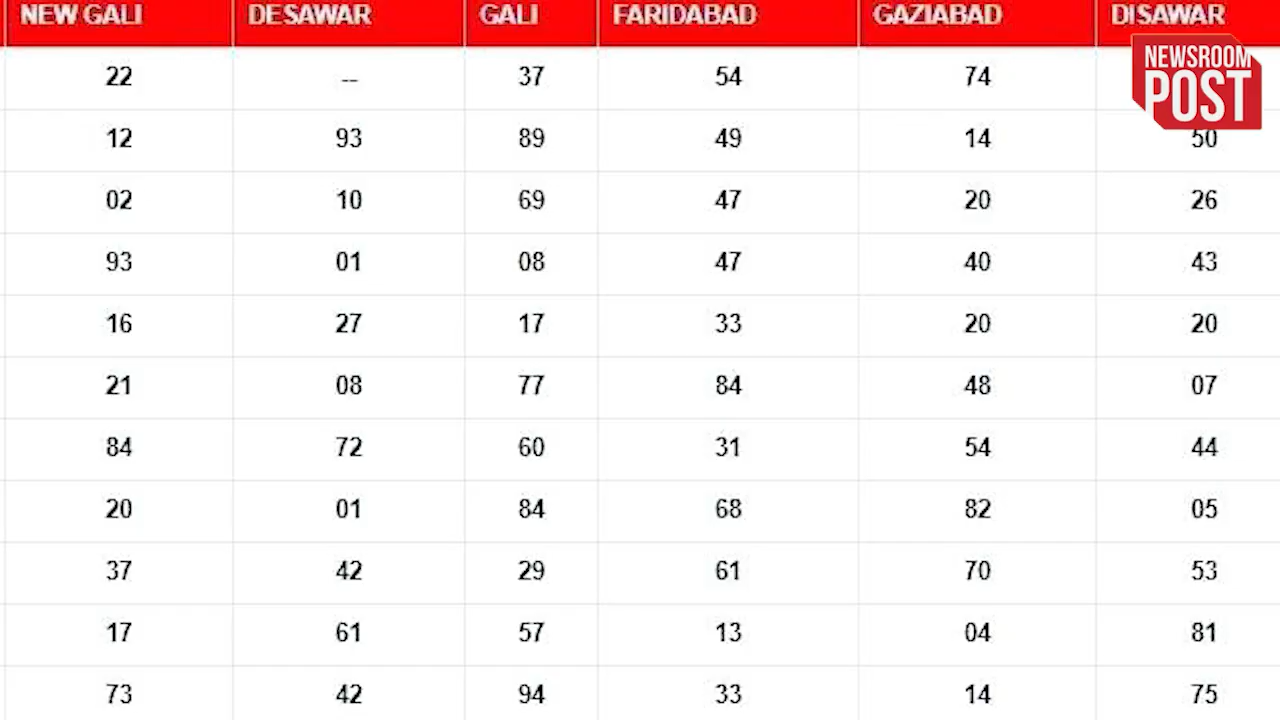 NEW GALI DESAWAR GALI FARIDABAD GAZIABAD DISAWAR
NEWSROOM
POST
22 -- 37 54 74
12 93 89 49 14 50
02 10 69 47 20 26
93 01 08 47 40 43
16 27 17 33 20 20
21 08 77 84 48 07
84 72 60 31 54 44
20 01 84 68 82 05
37 42 29 61 70 53
17 61 57 13 04 81
73 42 94 33 14 75